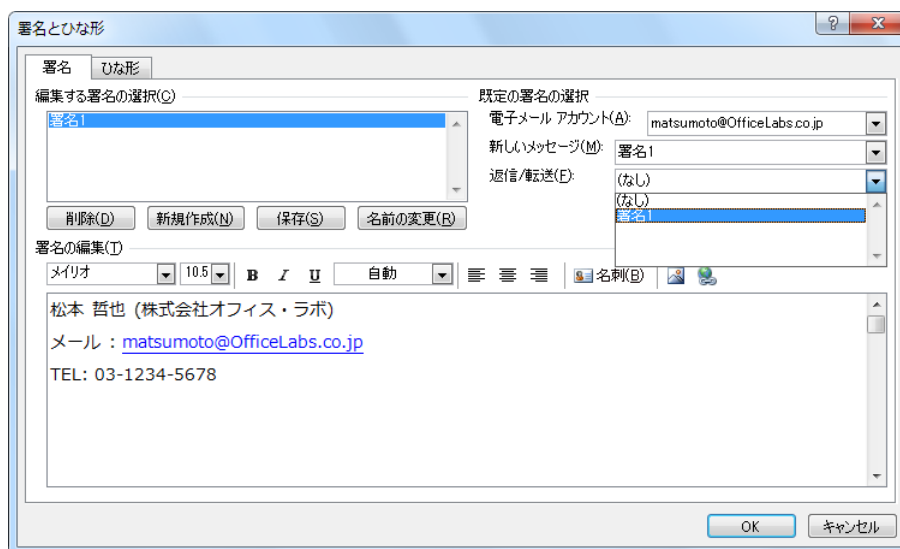 署名とひな形
署名 ひな形
編集する署名の選択(C)
署名1
削除(D) 新規作成(N) 保存(S) 名前の変更(R)
既定の署名の選択
電子メール アカウント(A): matsumoto@OfficeLabs.co.jp
新しいメッセージ(M): 署名1
返信/転送(F): (なし)
(なし)
署名1
署名の編集(T)
メイリオ 10.5 B I U 自動 名刺(B)
松本 哲也 (株式会社オフィス・ラボ)
メール : matsumoto@OfficeLabs.co.jp
TEL: 03-1234-5678
OK キャンセル